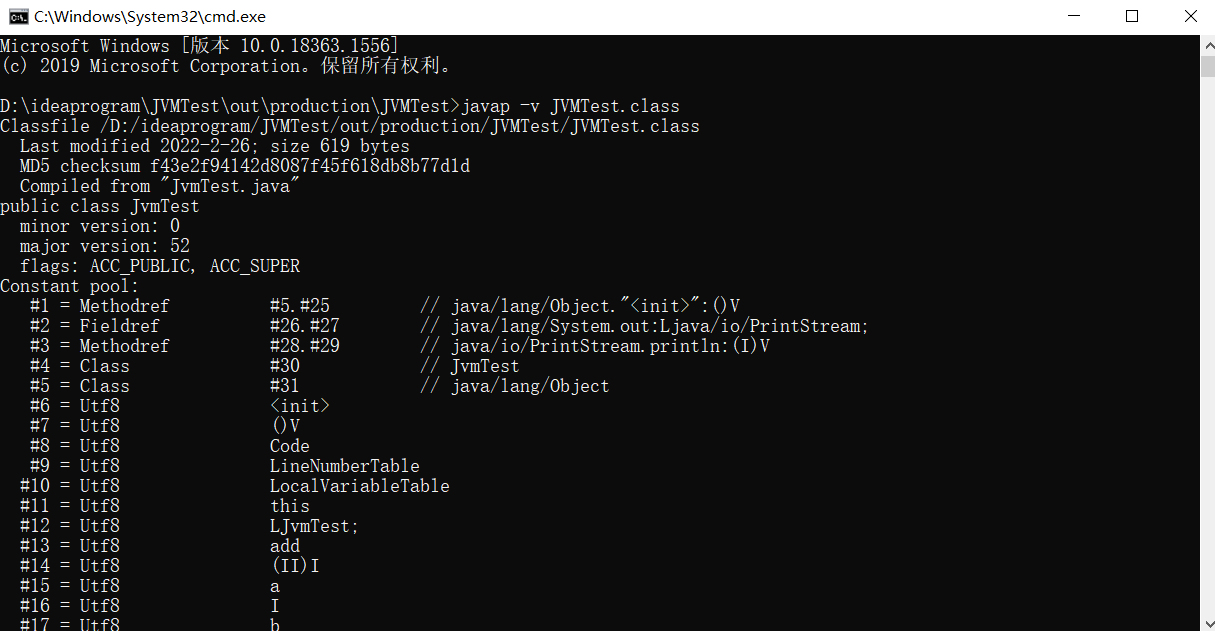 C:\Windows\System32\cmd.exe
Microsoft Windows [版本 10.0.18363.1556]
(c) 2019 Microsoft Corporation。保留所有权利。
D:\ideaprogram\JVMTest\out\production\JVMTest>javap -v JVMTest.class
Classfile /D:/ideaprogram/JVMTest/out/production/JVMTest/JVMTest.class
  Last modified 2022-2-26; size 619 bytes
  MD5 checksum f43e2f94142d8087f45f618db8b77d1d
  Compiled from "JvmTest.java"
public class JvmTest
  minor version: 0
  major version: 52
  flags: ACC_PUBLIC, ACC_SUPER
Constant pool:
   #1 = Methodref          #5.#25         // java/lang/Object."<init>":()V
   #2 = Fieldref           #26.#27        // java/lang/System.out:Ljava/io/PrintStream;
   #3 = Methodref          #28.#29        // java/io/PrintStream.println:(I)V
   #4 = Class              #30            // JvmTest
   #5 = Class              #31            // java/lang/Object
   #6 = Utf8               <init>
   #7 = Utf8               ()V
   #8 = Utf8               Code
   #9 = Utf8               LineNumberTable
  #10 = Utf8               LocalVariableTable
  #11 = Utf8               this
  #12 = Utf8               LJvmTest;
  #13 = Utf8               add
  #14 = Utf8               (II)I
  #15 = Utf8               a
  #16 = Utf8               I
  #17 = Utf8               b